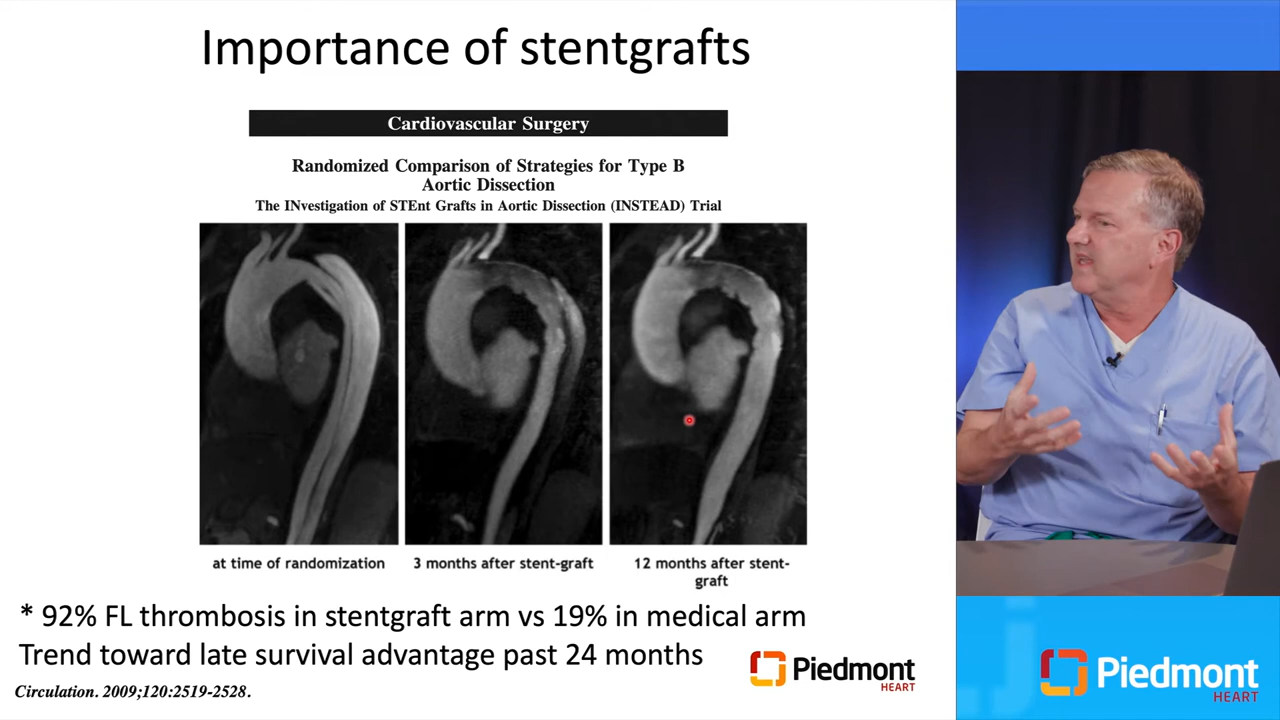 Importance of stentgrafts
Cardiovascular Surgery
Randomized Comparison of Strategies for Type B
Aortic Dissection
The INvestigation of STEnt Grafts in Aortic Dissection (INSTEAD) Trial
at time of randomization
3 months after stent-graft
12 months after stent-
graft
* 92% FL thrombosis in stentgraft arm vs 19% in medical arm
Trend toward late survival advantage past 24 months
Circulation. 2009;120:2519-2528.
Piedmont
HEART
Piedmont
HEART